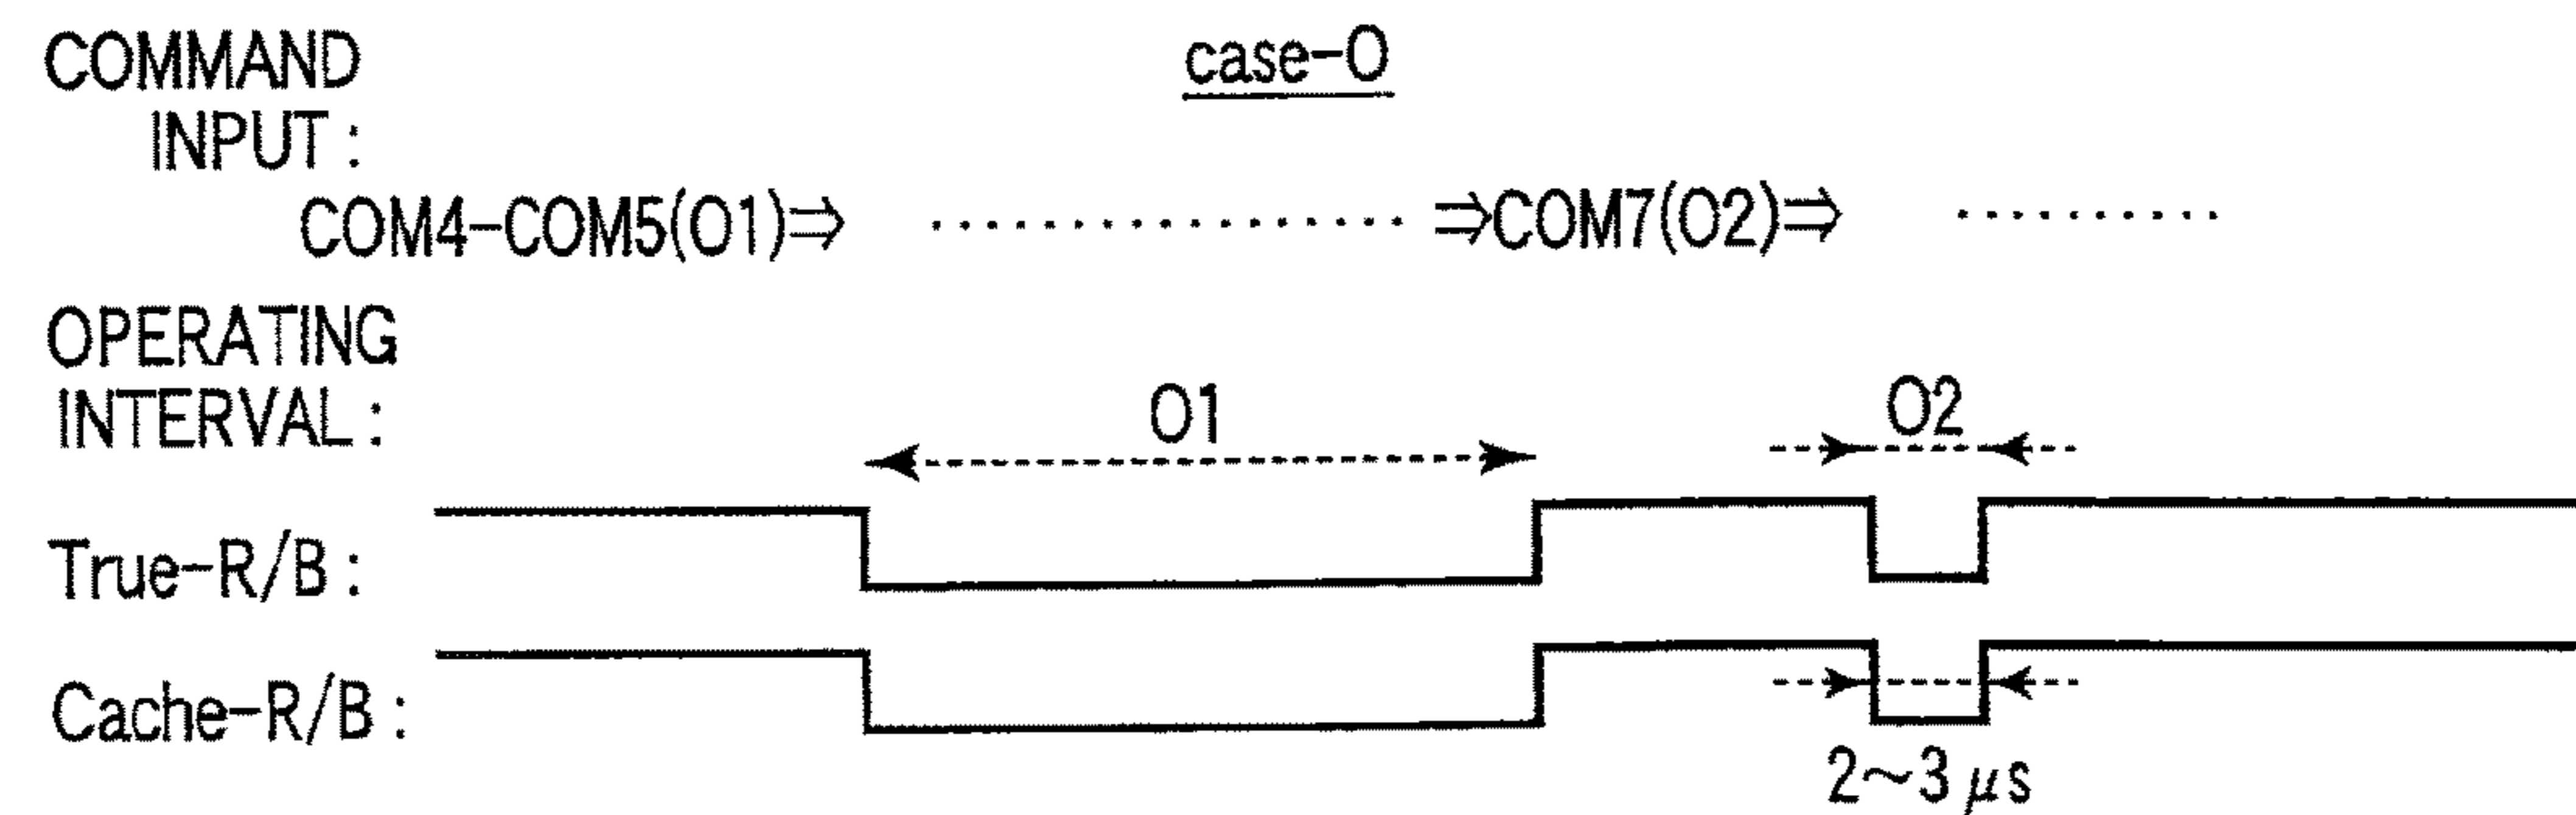 COMMAND
INPUT :
case-O
COM4-COM5(O1)⇒ .................. ⇒COM7(O2)⇒ ..........
OPERATING
INTERVAL :
O1
O2
True-R/B :
Cache-R/B :
2~3 μs